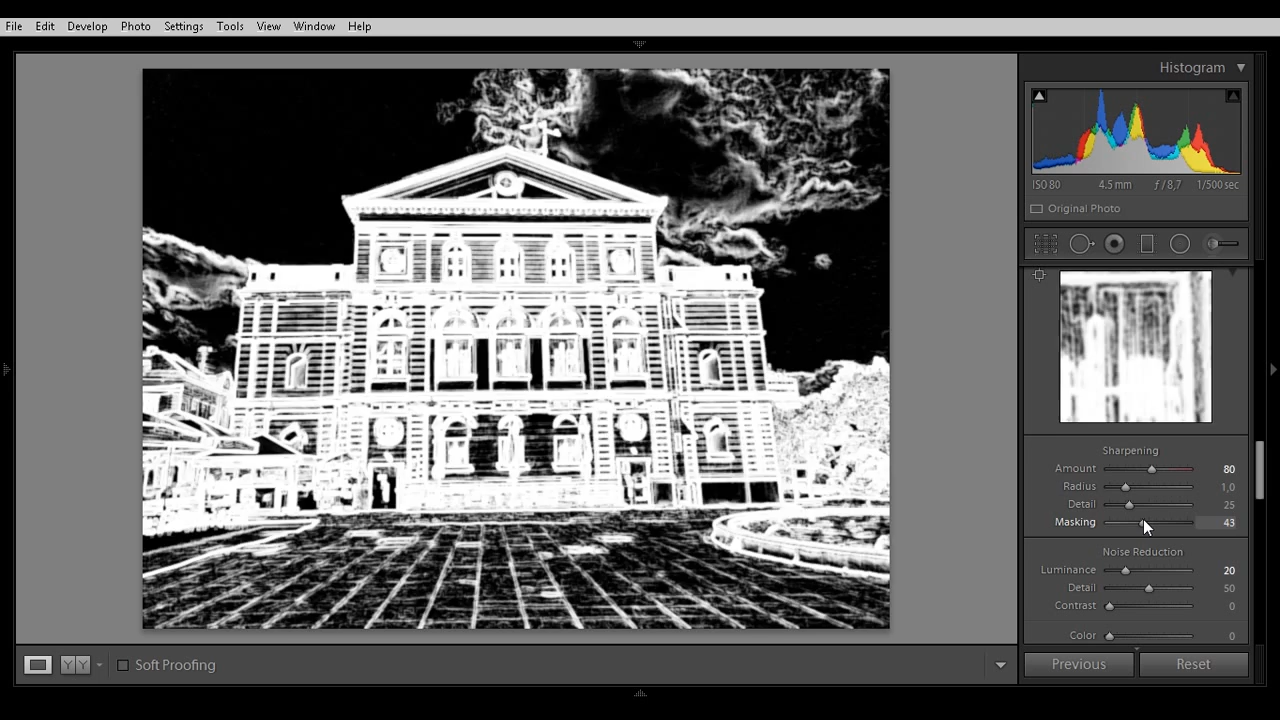 File Edit Develop Photo Settings Tools View Window Help
Histogram
ISO 80 4.5 mm ƒ / 8,7 1/500 sec
Original Photo
Sharpening
Amount 80
Radius 1,0
Detail 25
Masking 43
Noise Reduction
Luminance 20
Detail 50
Contrast 0
Color 0
Y Y Soft Proofing
Previous Reset